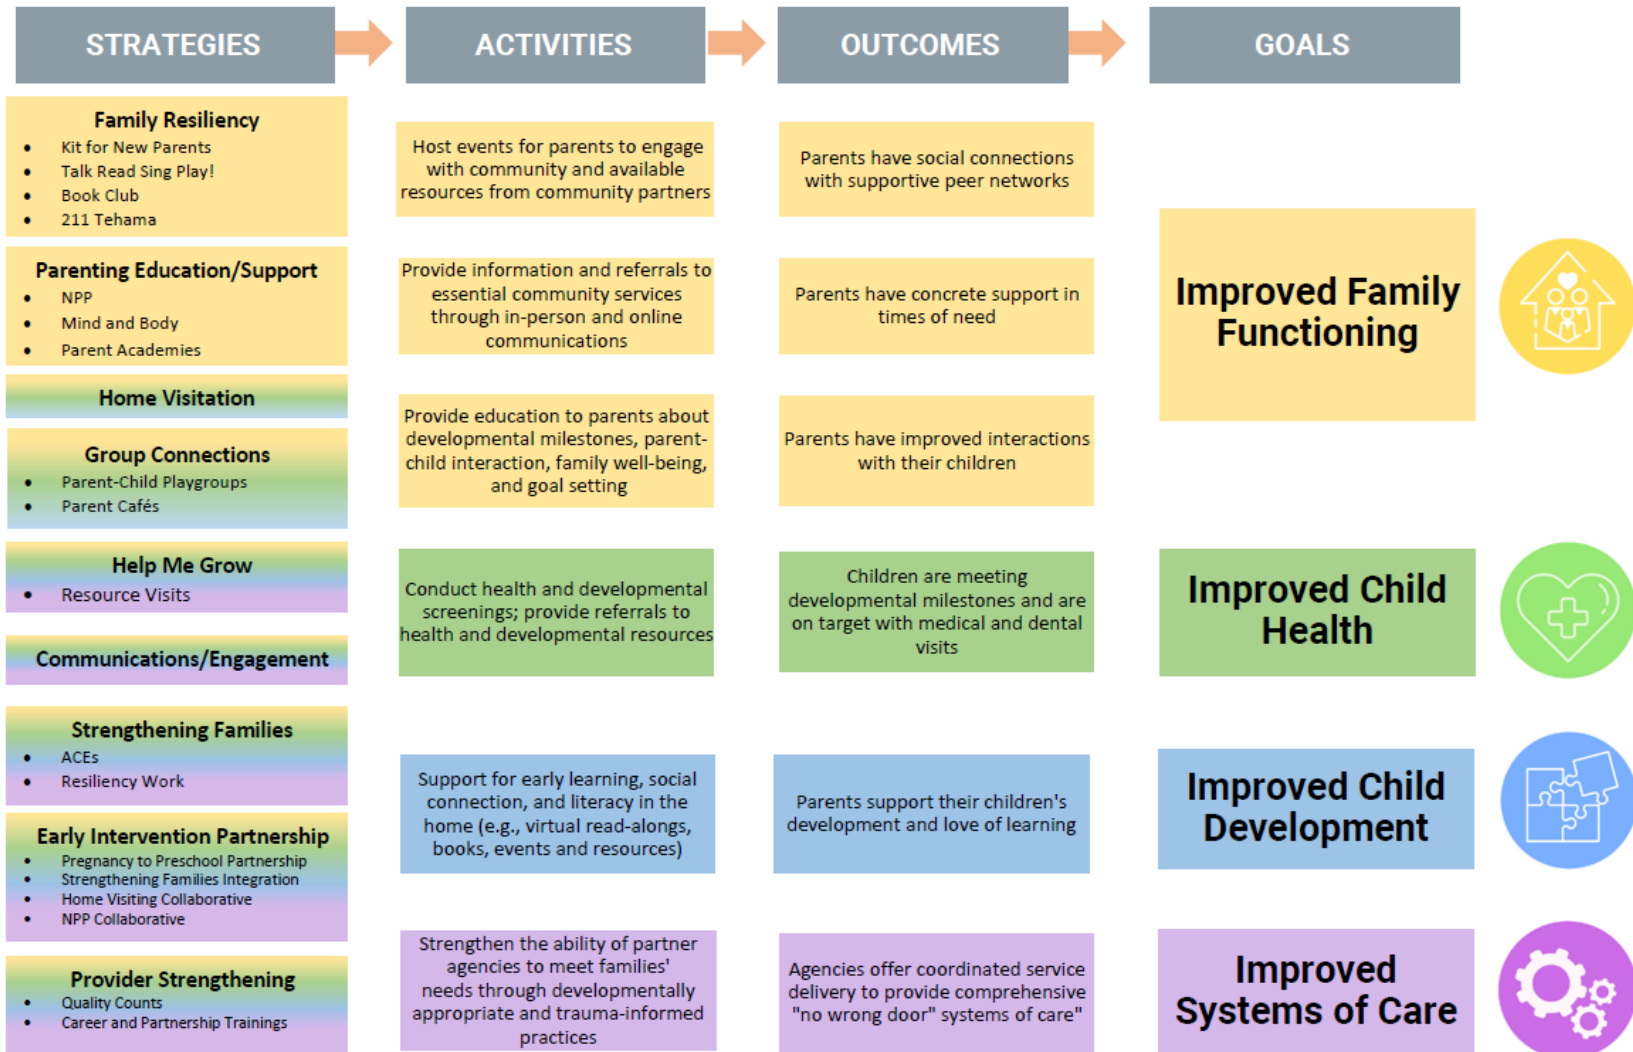 STRATEGIES
ACTIVITIES
OUTCOMES
GOALS
Family Resiliency
• Kit for New Parents
• Talk Read Sing Play!
• Book Club
• 211 Tehama
Parenting Education/Support
• NPP
• Mind and Body
• Parent Academies
Home Visitation
Group Connections
• Parent-Child Playgroups
• Parent Cafés
Help Me Grow
• Resource Visits
Communications/Engagement
Strengthening Families
• ACEs
• Resiliency Work
Early Intervention Partnership
• Pregnancy to Preschool Partnership
• Strengthening Families Integration
• Home Visiting Collaborative
• NPP Collaborative
Provider Strengthening
• Quality Counts
• Career and Partnership Trainings
Host events for parents to engage
with community and available
resources from community partners
Provide information and referrals to
essential community services
through in-person and online
communications
Provide education to parents about
developmental milestones, parent-
child interaction, family well-being,
and goal setting
Conduct health and developmental
screenings; provide referrals to
health and developmental resources
Support for early learning, social
connection, and literacy in the
home (e.g., virtual read-alongs,
books, events and resources)
Strengthen the ability of partner
agencies to meet families'
needs through developmentally
appropriate and trauma-informed
practices
Parents have social connections
with supportive peer networks
Parents have concrete support in
times of need
Parents have improved interactions
with their children
Children are meeting
developmental milestones and are
on target with medical and dental
visits
Parents support their children's
development and love of learning
Agencies offer coordinated service
delivery to provide comprehensive
"no wrong door" systems of care"
Improved Family
Functioning
Improved Child
Health
Improved Child
Development
Improved
Systems of Care